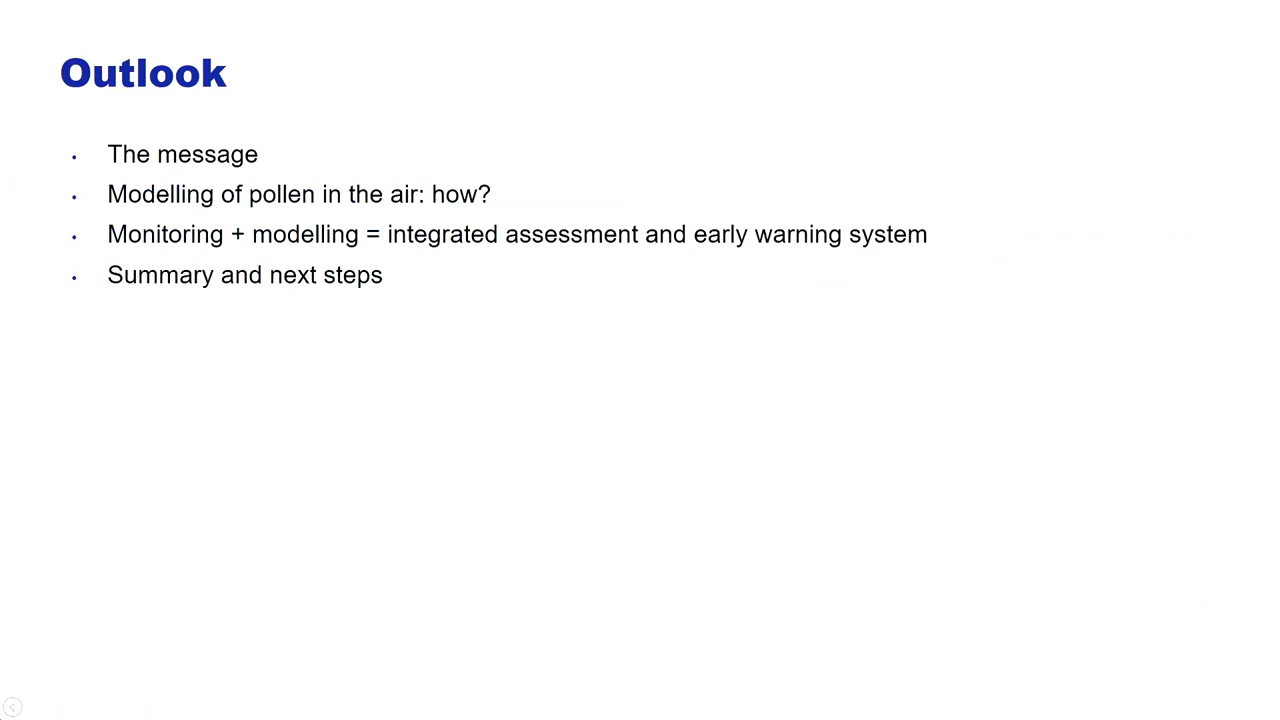 Outlook
• The message
• Modelling of pollen in the air: how?
• Monitoring + modelling = integrated assessment and early warning system
• Summary and next steps